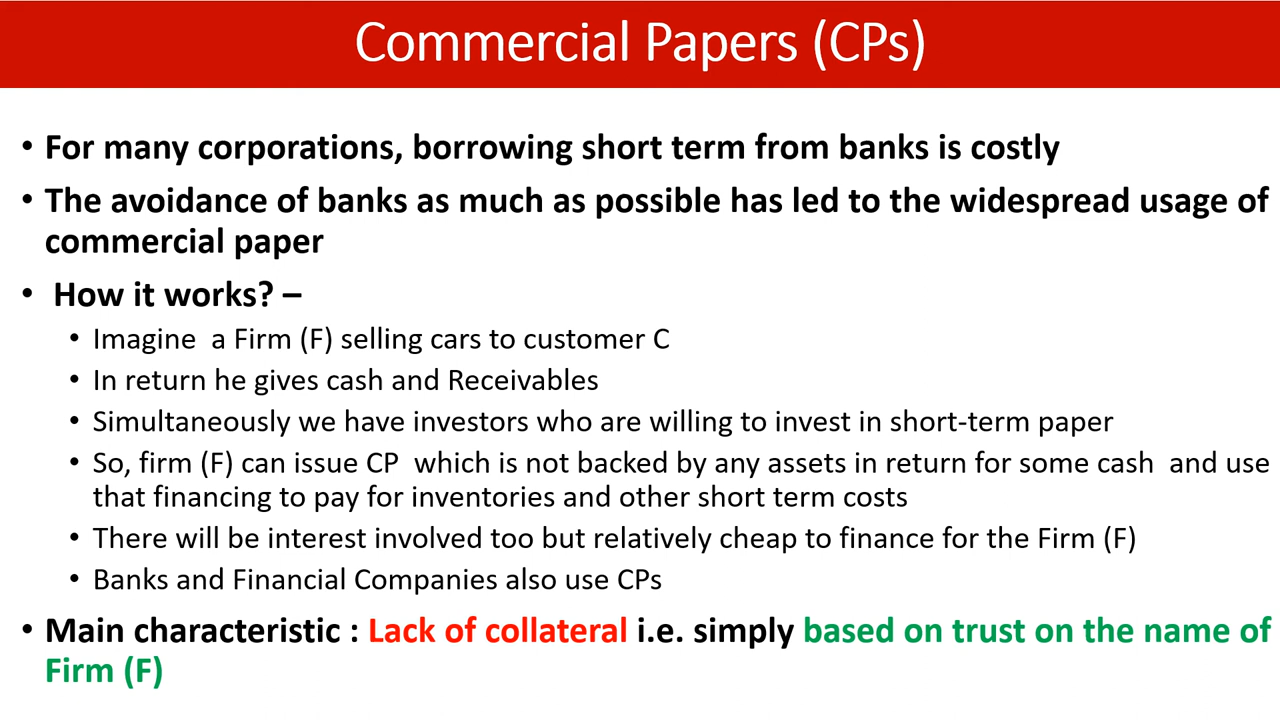 Commercial Papers (CPs)
• For many corporations, borrowing short term from banks is costly
• The avoidance of banks as much as possible has led to the widespread usage of
commercial paper
• How it works? –
• Imagine a Firm (F) selling cars to customer C
• In return he gives cash and Receivables
• Simultaneously we have investors who are willing to invest in short-term paper
• So, firm (F) can issue CP which is not backed by any assets in return for some cash and use
that financing to pay for inventories and other short term costs
• There will be interest involved too but relatively cheap to finance for the Firm (F)
• Banks and Financial Companies also use CPs
• Main characteristic : Lack of collateral i.e. simply based on trust on the name of
Firm (F)